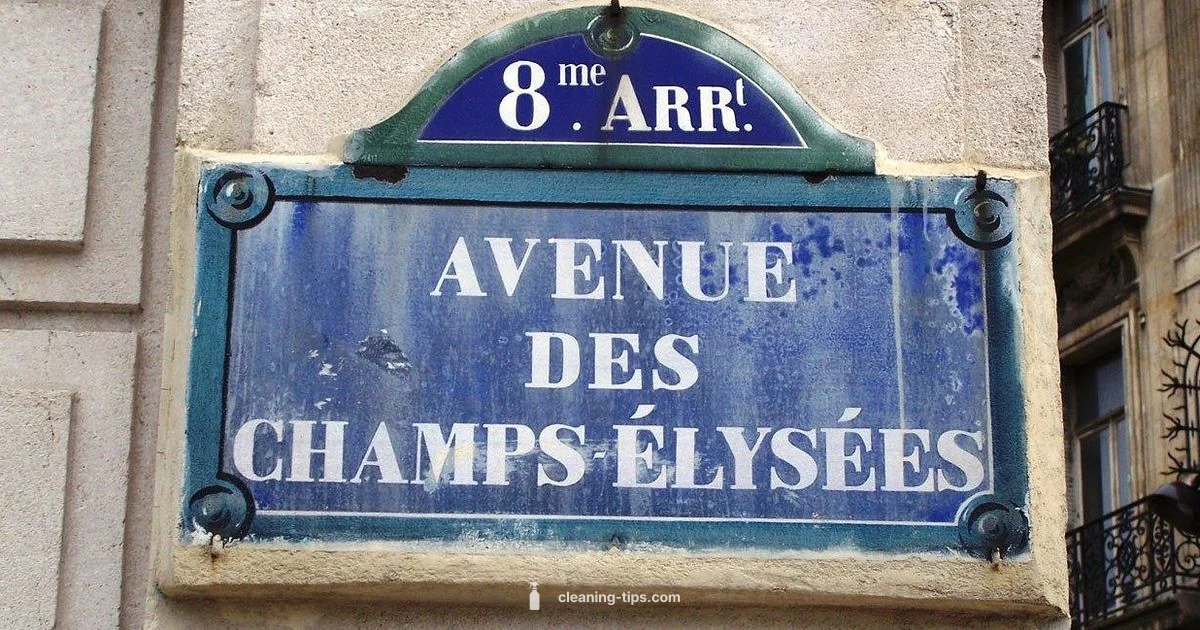 8me. ARRt.
AVENUE
DES
CHAMPS-ÉLYSÉES
cleaning-tips.com